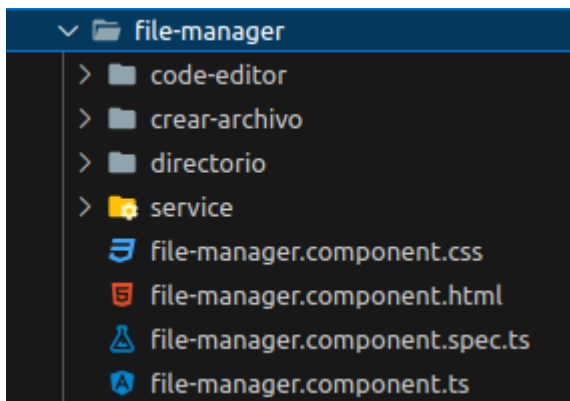 file-manager
code-editor
crear-archivo
directorio
service
file-manager.component.css
file-manager.component.html
file-manager.component.spec.ts
file-manager.component.ts